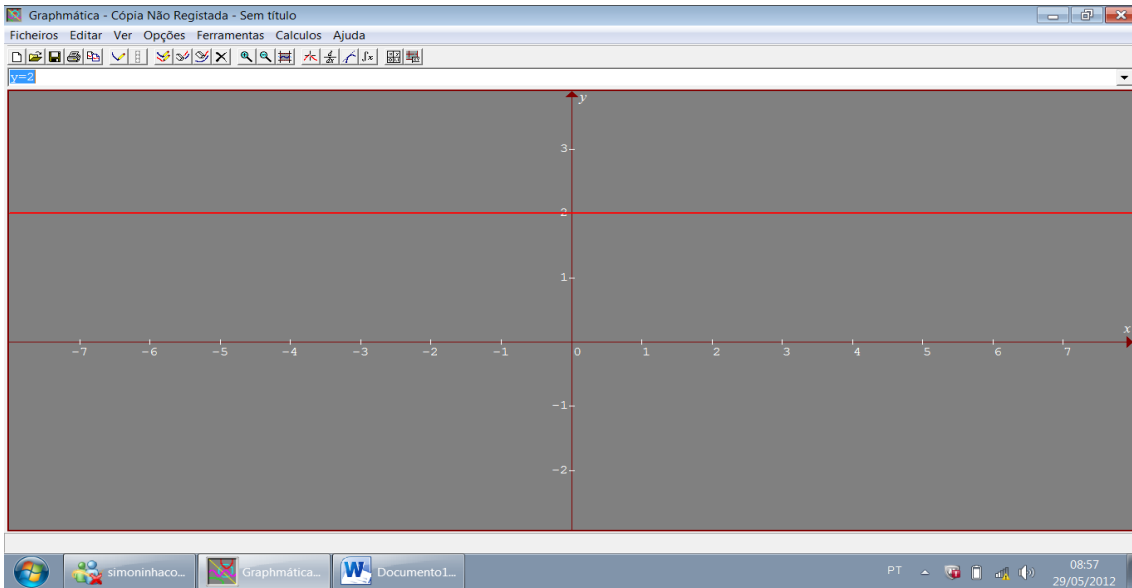 Graphmática - Cópia Não Registada - Sem título
Ficheiros Editar Ver Opções Ferramentas Calculos Ajuda
y=2
y
3
2
1
x
-7 -6 -5 -4 -3 -2 -1 0 1 2 3 4 5 6 7
-1
-2
simoninhaco... Graphmática... Documento1... PT 08:57
29/05/2012